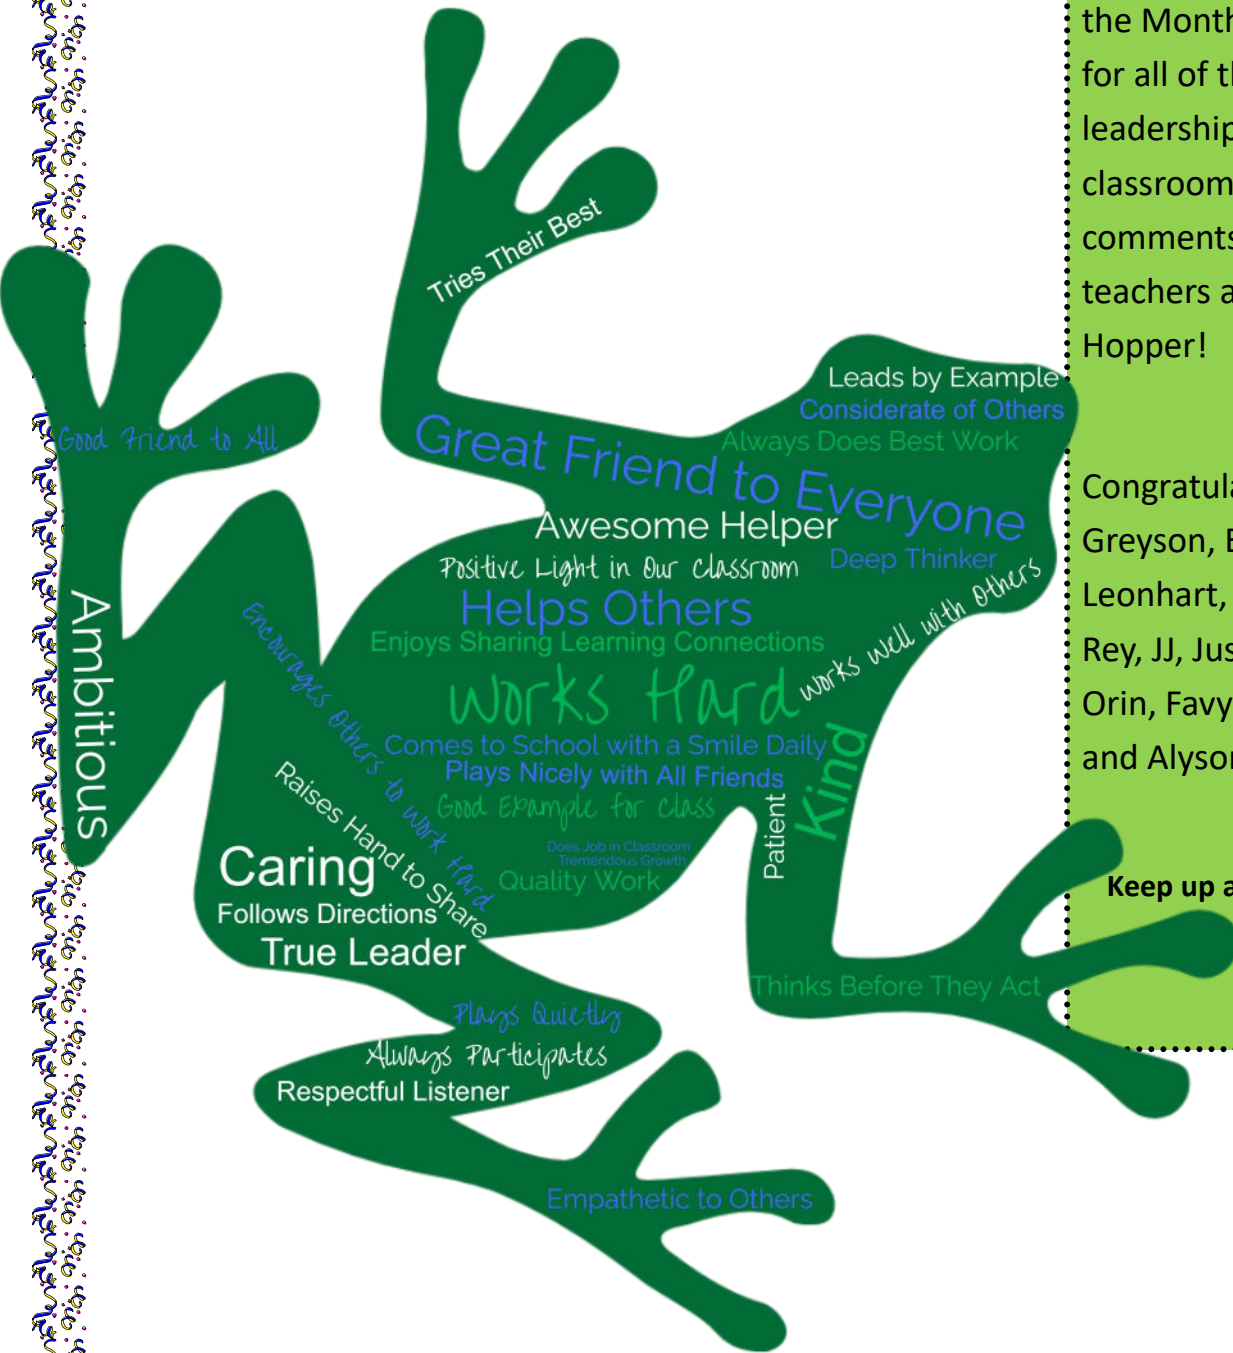 the Month
for all of th
leadership
classroom
comments
teachers a
Hopper!
Congratula
Greyson, E
Leonhart,
Rey, JJ, Jus
Orin, Favy
and Alyson
Keep up a
Tries Their Best
Leads by Example
Considerate of Others
Always Does Best Work
Good Friend to All
Great Friend to Everyone
Awesome Helper
Deep Thinker
Positive Light in Our Classroom
Works Well with Others
Helps Others
Enjoys Sharing Learning Connections
Works Hard
Ambitious
Encourages Others to Work Hard
Comes to School with a Smile Daily
Plays Nicely with All Friends
Kind
Good Example for Class
Patient
Raises Hand to Share
Does Job in Classroom
Tremendous Growth
Quality Work
Caring
Follows Directions
True Leader
Thinks Before They Act
Plays Quietly
Always Participates
Respectful Listener
Empathetic to Others